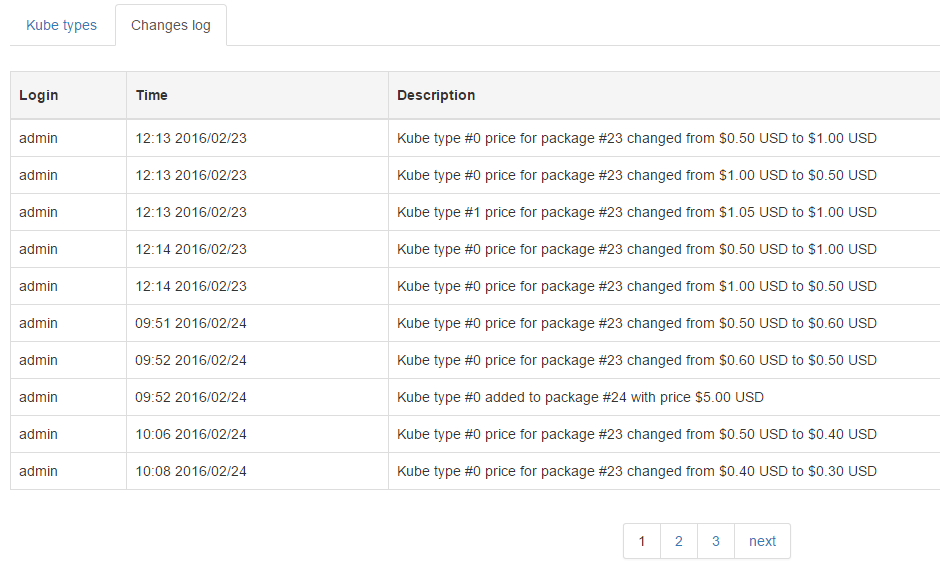 Kube types Changes log
Login Time Description
admin 12:13 2016/02/23 Kube type #0 price for package #23 changed from $0.50 USD to $1.00 USD
admin 12:13 2016/02/23 Kube type #0 price for package #23 changed from $1.00 USD to $0.50 USD
admin 12:13 2016/02/23 Kube type #1 price for package #23 changed from $1.05 USD to $1.00 USD
admin 12:14 2016/02/23 Kube type #0 price for package #23 changed from $0.50 USD to $1.00 USD
admin 12:14 2016/02/23 Kube type #0 price for package #23 changed from $1.00 USD to $0.50 USD
admin 09:51 2016/02/24 Kube type #0 price for package #23 changed from $0.50 USD to $0.60 USD
admin 09:52 2016/02/24 Kube type #0 price for package #23 changed from $0.60 USD to $0.50 USD
admin 09:52 2016/02/24 Kube type #0 added to package #24 with price $5.00 USD
admin 10:06 2016/02/24 Kube type #0 price for package #23 changed from $0.50 USD to $0.40 USD
admin 10:08 2016/02/24 Kube type #0 price for package #23 changed from $0.40 USD to $0.30 USD
1 2 3 next